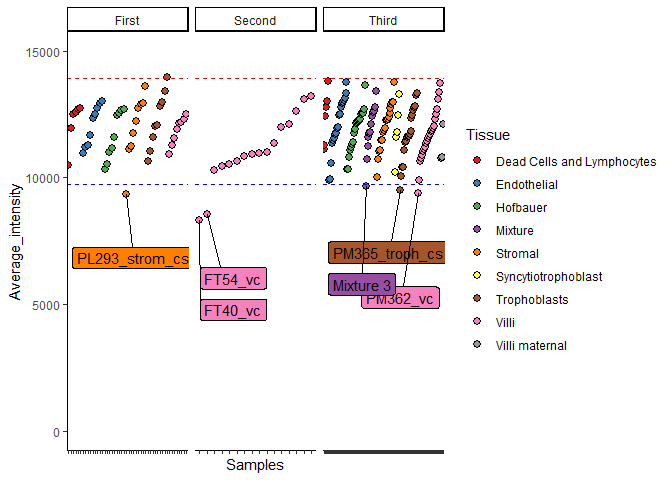 First
Second
Third
15000
10000
5000
0
Average_intensity
Samples
PL293_strom_cs
FT54_vc
FT40_vc
PM365_troph_cs
Mixture 3
PM362_vc
Tissue
Dead Cells and Lymphocytes
Endothelial
Hofbauer
Mixture
Stromal
Syncytiotrophoblast
Trophoblasts
Villi
Villi maternal